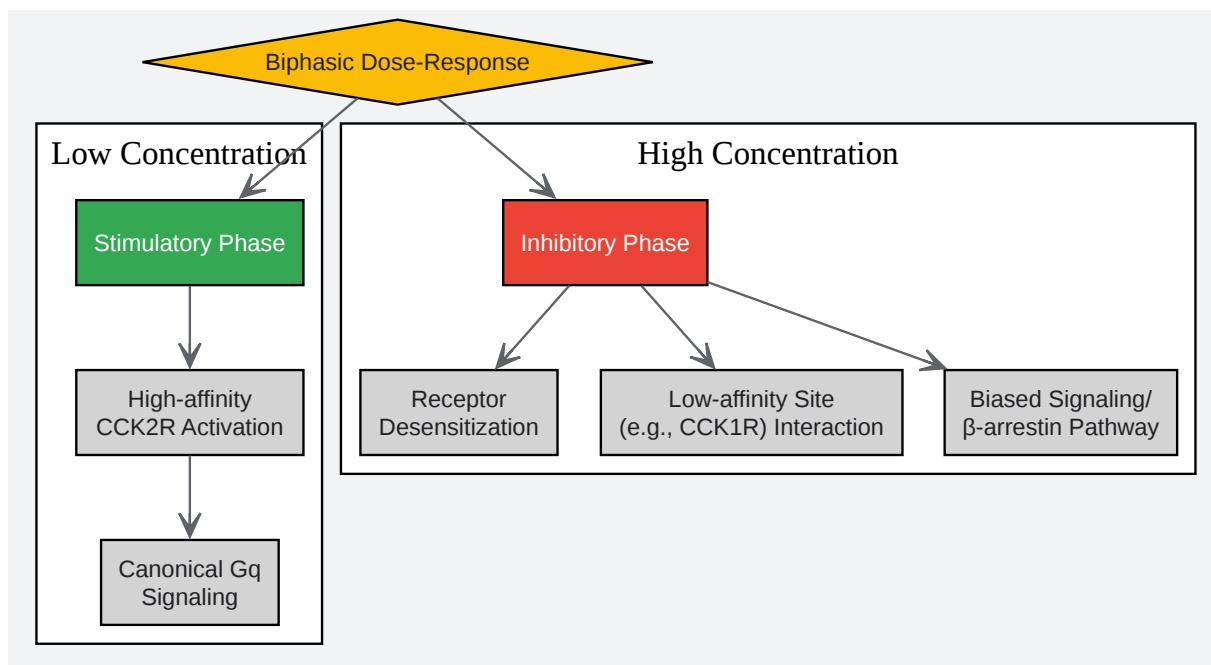 Biphasic Dose-Response
Low Concentration
High Concentration
Stimulatory Phase
Inhibitory Phase
High-affinity
CCK2R Activation
Receptor
Desensitization
Low-affinity Site
(e.g., CCK1R) Interaction
Biased Signaling/
β-arrestin Pathway
Canonical Gq
Signaling